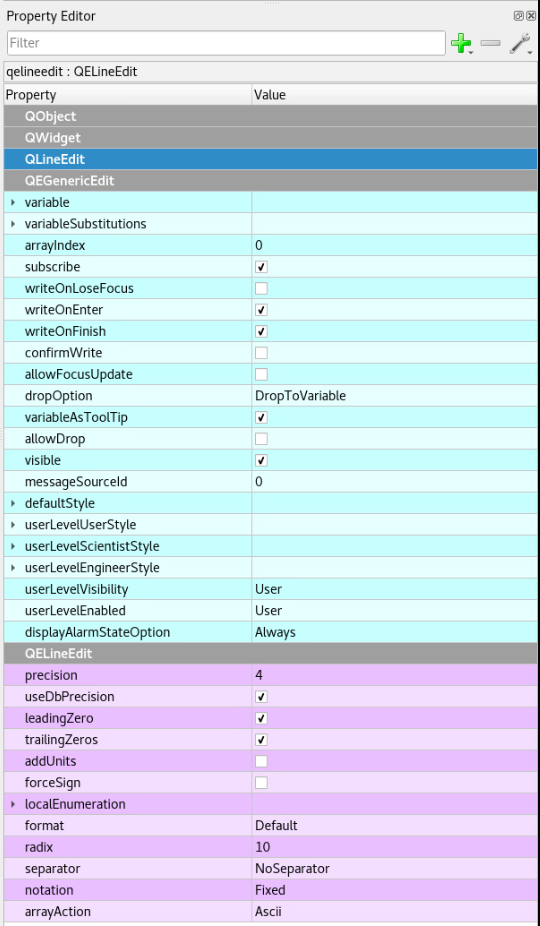 Property Editor
Filter
qelineedit : QELineEdit
Property Value
QObject
QWidget
QLineEdit
QEGenericEdit
variable
variableSubstitutions
arrayIndex 0
subscribe
writeOnLoseFocus
writeOnEnter
writeOnFinish
confirmWrite
allowFocusUpdate
dropOption DropToVariable
variableAsToolTip
allowDrop
visible
messageSourceId 0
defaultStyle
userLevelUserStyle
userLevelScientistStyle
userLevelEngineerStyle
userLevelVisibility User
userLevelEnabled User
displayAlarmStateOption Always
QELineEdit
precision 4
useDbPrecision
leadingZero
trailingZeros
addUnits
forceSign
localEnumeration
format Default
radix 10
separator NoSeparator
notation Fixed
arrayAction Ascii